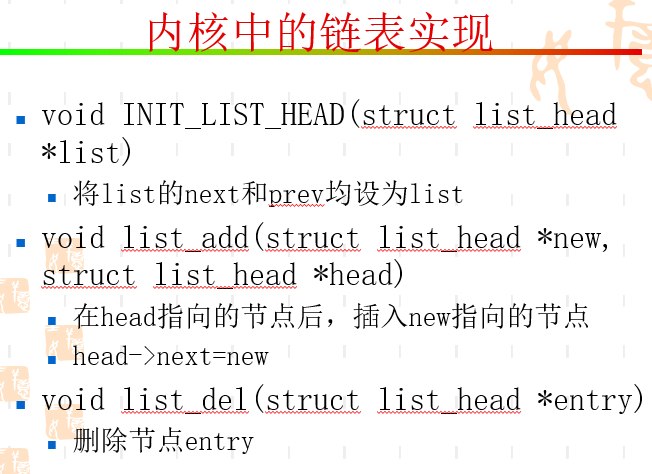 内核中的链表实现
void INIT_LIST_HEAD(struct list_head
*list)
将list的next和prev均设为list
void list_add(struct list_head *new,
struct list_head *head)
在head指向的节点后，插入new指向的节点
head->next=new
void list_del(struct list_head *entry)
删除节点entry